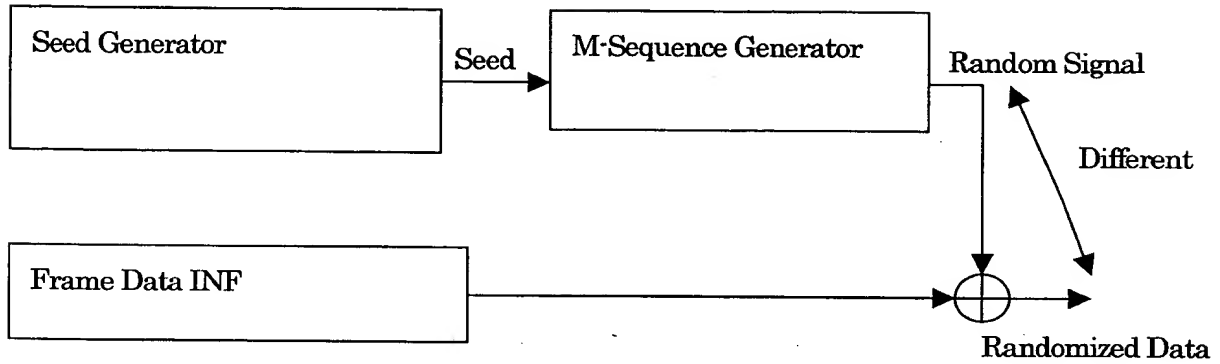 Seed Generator
Seed
M-Sequence Generator
Random Signal
Different
Frame Data INF
Randomized Data